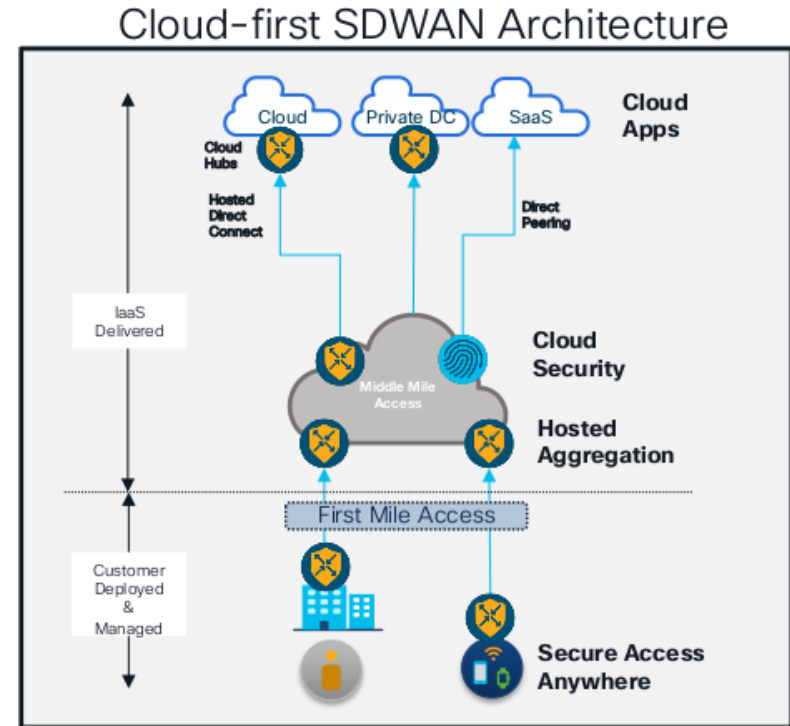 Cloud-first SDWAN Architecture
Cloud
Private DC
SaaS
Cloud
Apps
Cloud
Hubs
Hosted
Direct
Connect
Direct
Peering
IaaS
Delivered
Cloud
Security
Middle Mile
Access
Hosted
Aggregation
First Mile Access
Customer
Deployed
&
Managed
Secure Access
Anywhere